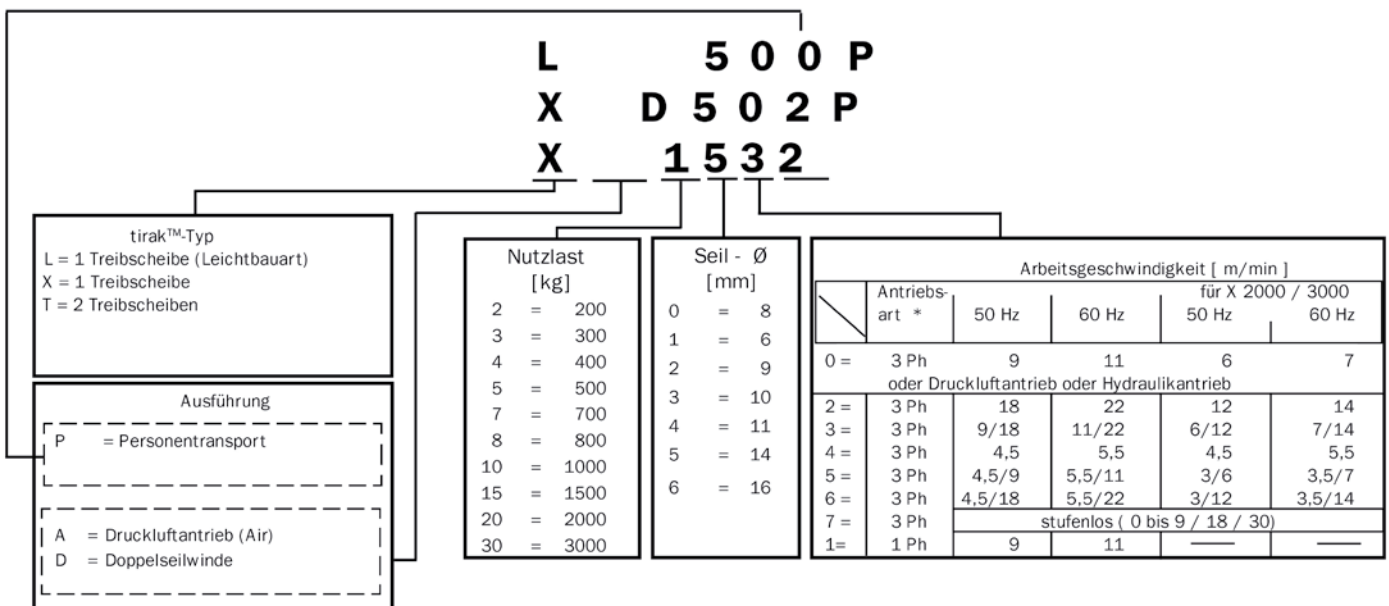 L 5 0 0 P
X D 5 0 2 P
X 1 5 3 2
tirak™-Typ
L = 1 Treibscheibe (Leichtbauart)
X = 1 Treibscheibe
T = 2 Treibscheiben
Ausführung
P = Personentransport
A = Druckluftantrieb (Air)
D = Doppelseilwinde
Nutzlast
[kg]
2 = 200
3 = 300
4 = 400
5 = 500
7 = 700
8 = 800
10 = 1000
15 = 1500
20 = 2000
30 = 3000
Seil - Ø
[mm]
0 = 8
1 = 6
2 = 9
3 = 10
4 = 11
5 = 14
6 = 16
Arbeitsgeschwindigkeit [ m/min ]
Antriebs- für X 2000 / 3000
art * 50 Hz 60 Hz 50 Hz 60 Hz
0 = 3 Ph 9 11 6 7
oder Druckluftantrieb oder Hydraulikantrieb
2 = 3 Ph 18 22 12 14
3 = 3 Ph 9/18 11/22 6/12 7/14
4 = 3 Ph 4,5 5,5 4,5 5,5
5 = 3 Ph 4,5/9 5,5/11 3/6 3,5/7
6 = 3 Ph 4,5/18 5,5/22 3/12 3,5/14
7 = 3 Ph stufenlos ( 0 bis 9 / 18 / 30)
1= 1 Ph 9 11 — —